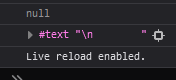 null
▶ #text "\n        "
Live reload enabled.